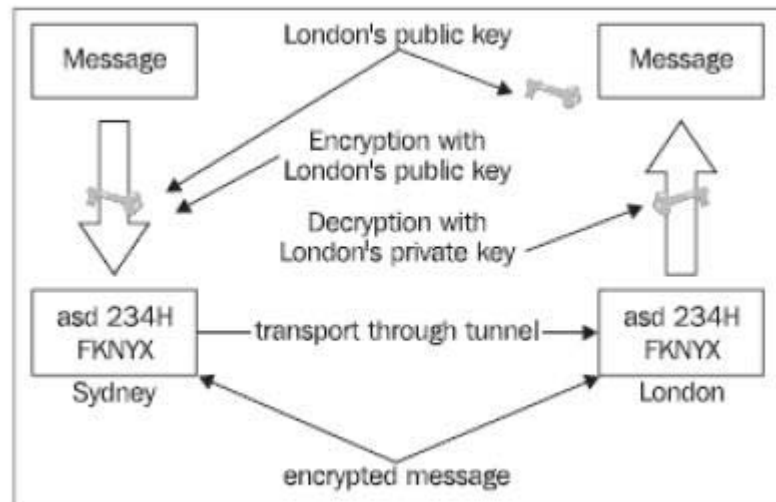 London's public key
Message
Message
Encryption with
London's public key
Decryption with
London's private key
asd 234H
FKNYX
transport through tunnel
asd 234H
FKNYX
Sydney
London
encrypted message